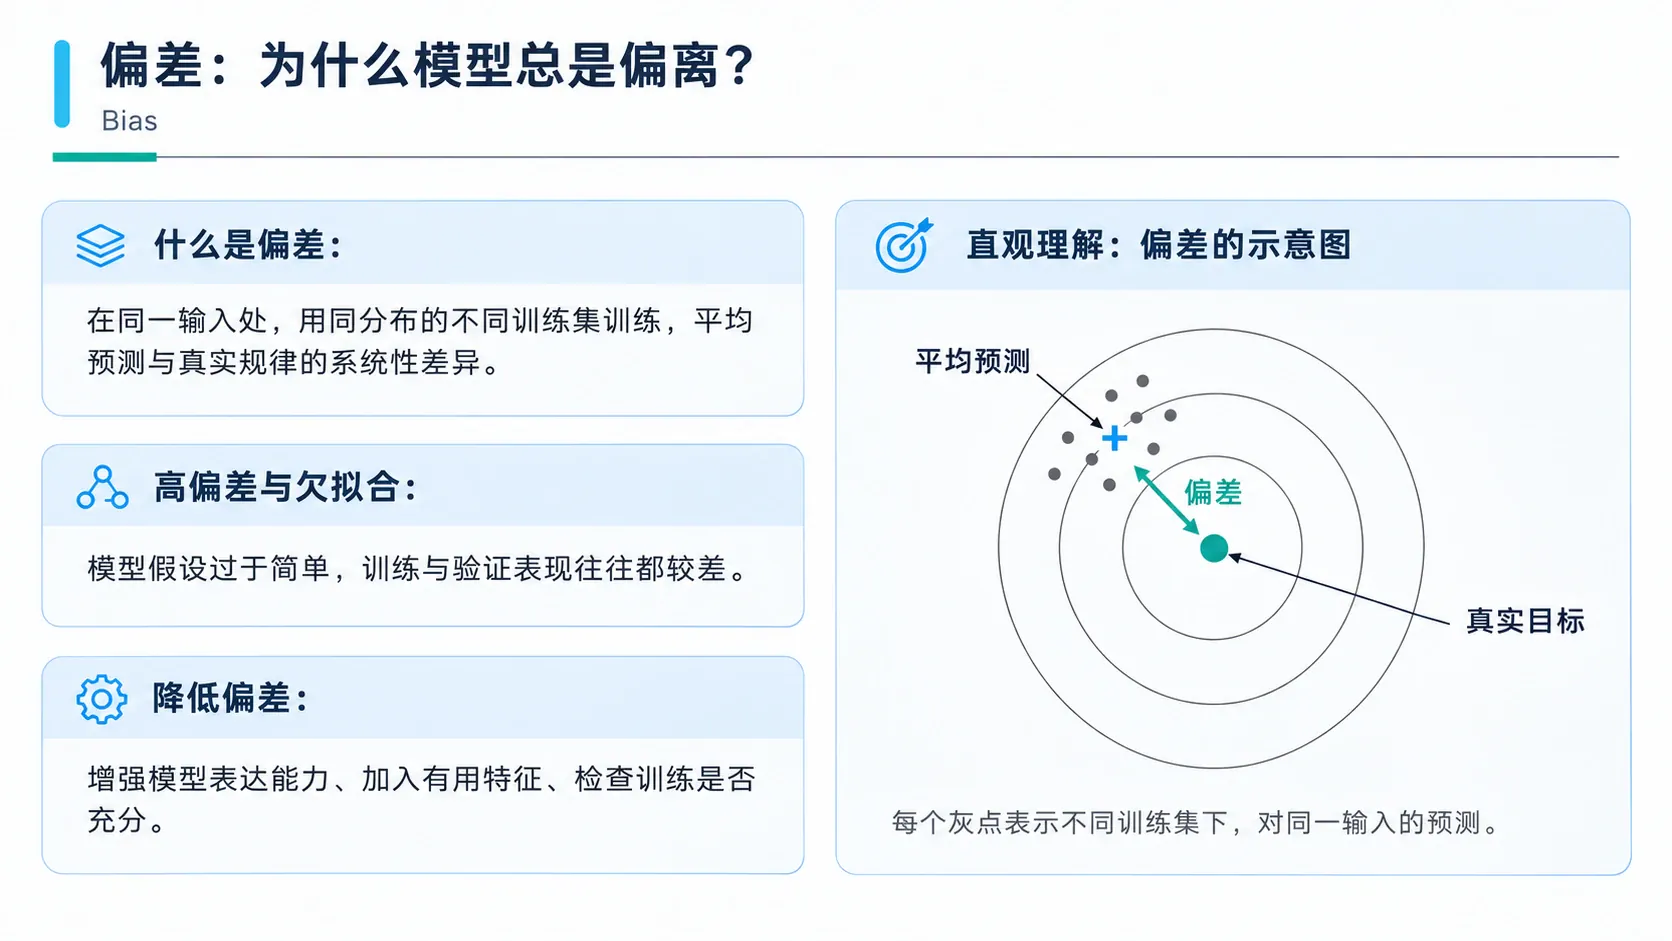 偏差：为什么模型总是偏离？
Bias
什么是偏差：
在同一输入处，用同分布的不同训练集训练，平均
预测与真实规律的系统性差异。
高偏差与欠拟合：
模型假设过于简单，训练与验证表现往往都较差。
降低偏差：
增强模型表达能力、加入有用特征、检查训练是否
充分。
直观理解：偏差的示意图
平均预测
偏差
真实目标
每个灰点表示不同训练集下，对同一输入的预测。